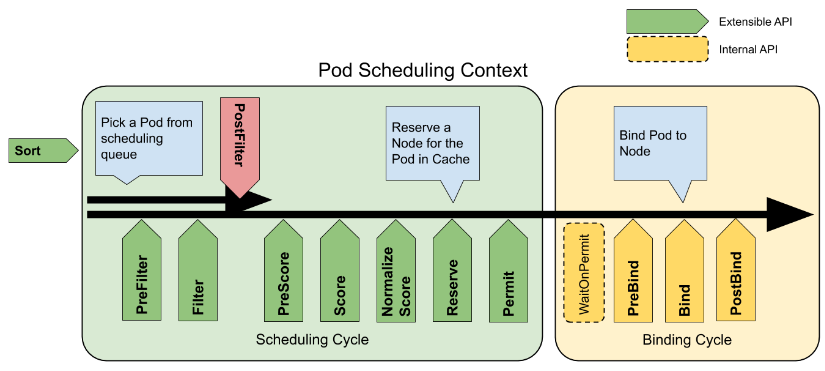 Extensible API
Internal API
Pod Scheduling Context
Pick a Pod from
scheduling
queue
PostFilter
Reserve a
Node for the
Pod in Cache
Bind Pod to
Node
Sort
PreFilter
Filter
PreScore
Score
Normalize
Score
Reserve
Permit
WaitOnPermit
PreBind
Bind
PostBind
Scheduling Cycle
Binding Cycle